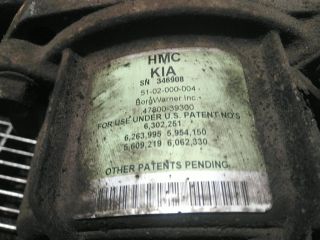 HMC
KIA
SN 346908
51-02-000-004
BorgWarner Inc.
47800-39300
FOR USE UNDER U.S. PATENT NO'S
6,302,251
6,263,995 5,954,150
5,609,219 6,062,330
OTHER PATENTS PENDING